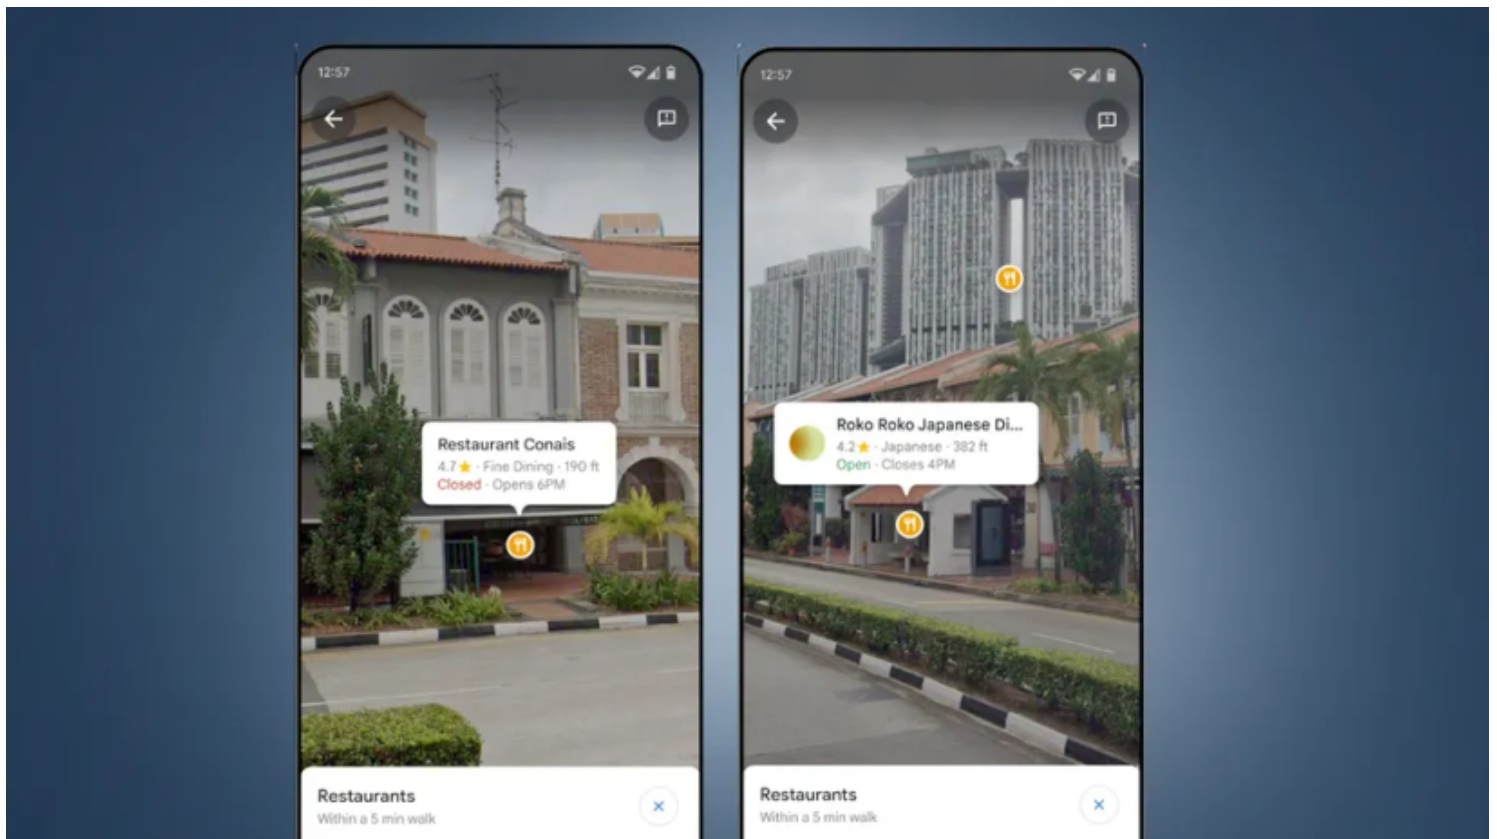 12:57
Restaurant Conais
4.7 · Fine Dining · 190 ft
Closed · Opens 6PM
Restaurants
Within a 5 min walk
12:57
Roko Roko Japanese Di...
4.2 · Japanese · 382 ft
Open · Closes 4PM
Restaurants
Within a 5 min walk